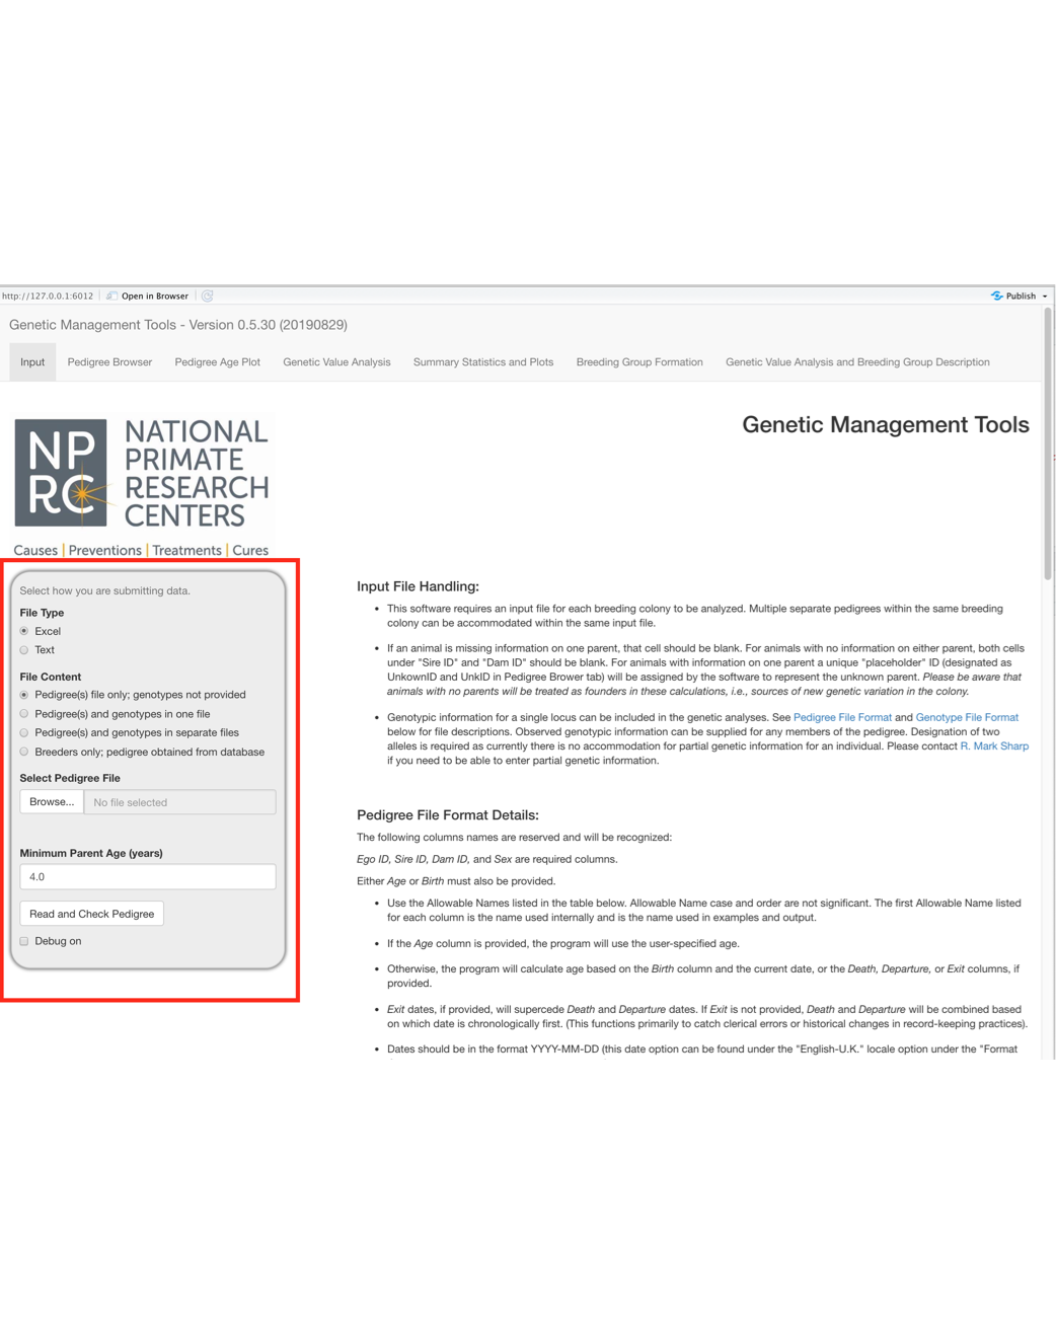 http://127.0.0.1:6012 Open in Browser Publish
Genetic Management Tools - Version 0.5.30 (20190829)
Input Pedigree Browser Pedigree Age Plot Genetic Value Analysis Summary Statistics and Plots Breeding Group Formation Genetic Value Analysis and Breeding Group Description
NP
RC
NATIONAL
PRIMATE
RESEARCH
CENTERS
Causes | Preventions | Treatments | Cures
Genetic Management Tools
Select how you are submitting data.
File Type
Excel
Text
File Content
Pedigree(s) file only; genotypes not provided
Pedigree(s) and genotypes in one file
Pedigree(s) and genotypes in separate files
Breeders only; pedigree obtained from database
Select Pedigree File
Browse... No file selected
Minimum Parent Age (years)
4.0
Read and Check Pedigree
Debug on
Input File Handling:
• This software requires an input file for each breeding colony to be analyzed. Multiple separate pedigrees within the same breeding
colony can be accommodated within the same input file.
• If an animal is missing information on one parent, that cell should be blank. For animals with no information on either parent, both cells
under "Sire ID" and "Dam ID" should be blank. For animals with information on one parent a unique "placeholder" ID (designated as
UnkownID and UnkID in Pedigree Brower tab) will be assigned by the software to represent the unknown parent. Please be aware that
animals with no parents will be treated as founders in these calculations, i.e., sources of new genetic variation in the colony.
• Genotypic information for a single locus can be included in the genetic analyses. See Pedigree File Format and Genotype File Format
below for file descriptions. Observed genotypic information can be supplied for any members of the pedigree. Designation of two
alleles is required as currently there is no accommodation for partial genetic information for an individual. Please contact R. Mark Sharp
if you need to be able to enter partial genetic information.
Pedigree File Format Details:
The following columns names are reserved and will be recognized:
Ego ID, Sire ID, Dam ID, and Sex are required columns.
Either Age or Birth must also be provided.
• Use the Allowable Names listed in the table below. Allowable Name case and order are not significant. The first Allowable Name listed
for each column is the name used internally and is the name used in examples and output.
• If the Age column is provided, the program will use the user-specified age.
• Otherwise, the program will calculate age based on the Birth column and the current date, or the Death, Departure, or Exit columns, if
provided.
• Exit dates, if provided, will supercede Death and Departure dates. If Exit is not provided, Death and Departure will be combined based
on which date is chronologically first. (This functions primarily to catch clerical errors or historical changes in record-keeping practices).
• Dates should be in the format YYYY-MM-DD (this date option can be found under the "English-U.K." locale option under the "Format